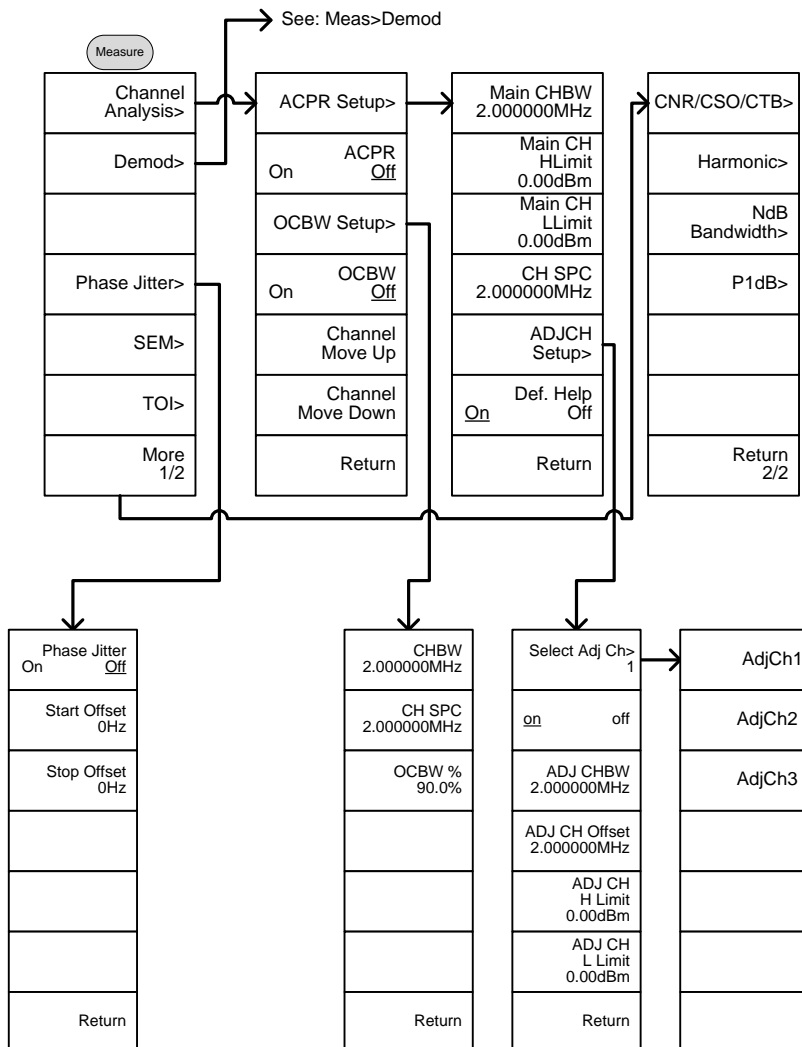 See: Meas>Demod
Measure
Channel
Analysis>
Demod>
Phase Jitter>
SEM>
TOI>
More
1/2
ACPR Setup>
ACPR
On Off
OCBW Setup>
OCBW
On Off
Channel
Move Up
Channel
Move Down
Return
Main CHBW
2.000000MHz
Main CH
HLimit
0.00dBm
Main CH
LLimit
0.00dBm
CH SPC
2.000000MHz
ADJCH
Setup>
Def. Help
On Off
Return
CNR/CSO/CTB>
Harmonic>
NdB
Bandwidth>
P1dB>
Return
2/2
Phase Jitter
On Off
Start Offset
0Hz
Stop Offset
0Hz
Return
CHBW
2.000000MHz
CH SPC
2.000000MHz
OCBW %
90.0%
Return
Select Adj Ch>
1
on off
ADJ CHBW
2.000000MHz
ADJ CH Offset
2.000000MHz
ADJ CH
H Limit
0.00dBm
ADJ CH
L Limit
0.00dBm
Return
AdjCh1
AdjCh2
AdjCh3